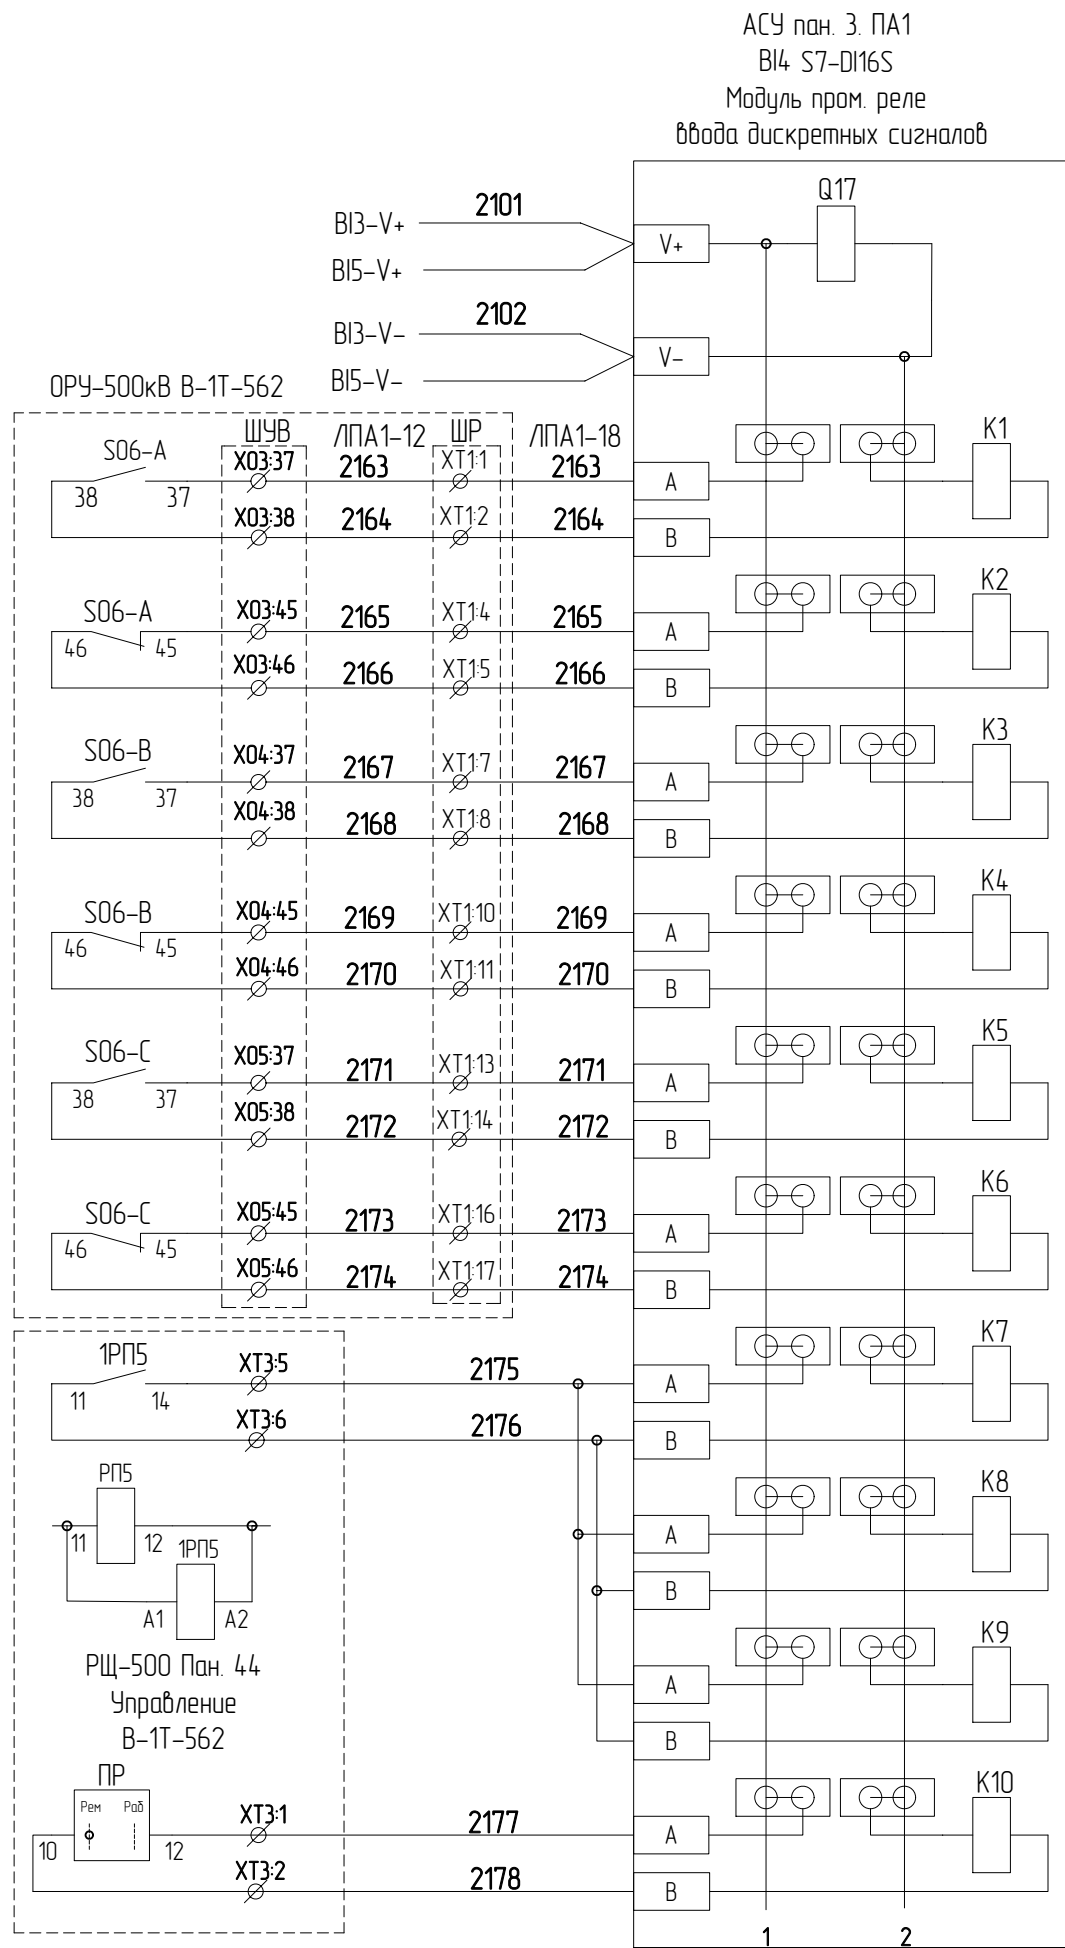 АСУ пан. 3. ПА1
BI4 S7-DI16S
Модуль пром. реле
ввода дискретных сигналов
Q17
BI3-V+ 2101
V+
BI5-V+
BI3-V- 2102
V-
BI5-V-
ОРУ-500кВ В-1Т-562
ШУВ ЛПА1-12 ШР ЛПА1-18 K1
S06-A X03:37 2163 XT1:1 2163 A
38 37
X03:38 2164 XT1:2 2164 B
K2
S06-A X03:45 2165 XT1:4 2165 A
46 45
X03:46 2166 XT1:5 2166 B
K3
S06-B X04:37 2167 XT1:7 2167 A
38 37
X04:38 2168 XT1:8 2168 B
K4
S06-B X04:45 2169 XT1:10 2169 A
46 45
X04:46 2170 XT1:11 2170 B
K5
S06-C X05:37 2171 XT1:13 2171 A
38 37
X05:38 2172 XT1:14 2172 B
K6
S06-C X05:45 2173 XT1:16 2173 A
46 45
X05:46 2174 XT1:17 2174 B
K7
1РП5 XT3:5 2175 A
11 14
XT3:6 2176 B
РП5 K8
11 12 A
1РП5
B
A1 A2
K9
РЩ-500 Пан. 44 A
Управление
В-1Т-562 B
ПР K10
Рем Раб XT3:1 2177 A
10 12
XT3:2 2178 B
1 2